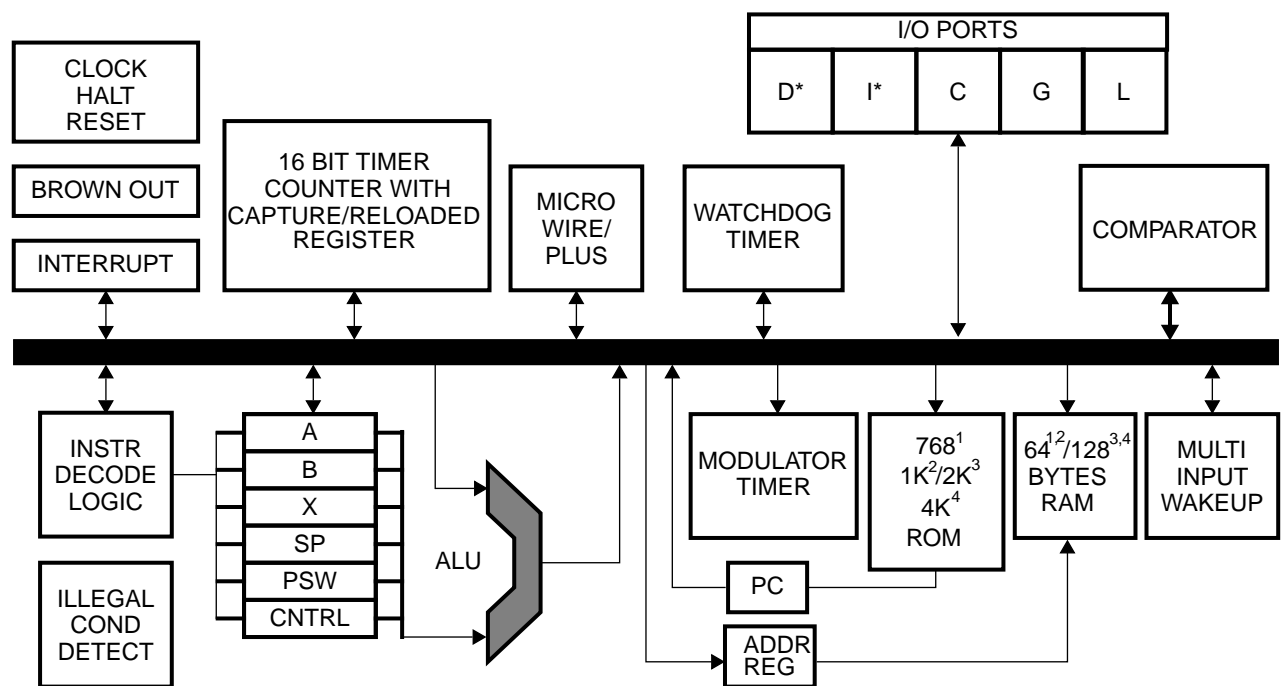 I/O PORTS
D* I* C G L
CLOCK
HALT
RESET
BROWN OUT
INTERRUPT
16 BIT TIMER
COUNTER WITH
CAPTURE/RELOADED
REGISTER
MICRO
WIRE/
PLUS
WATCHDOG
TIMER
COMPARATOR
INSTR
DECODE
LOGIC
ILLEGAL
COND
DETECT
A
B
X
SP
PSW
CNTRL
ALU
MODULATOR
TIMER
768¹
1K²/2K³
4K⁴
ROM
64¹,²/128³,⁴
BYTES
RAM
MULTI
INPUT
WAKEUP
PC
ADDR
REG